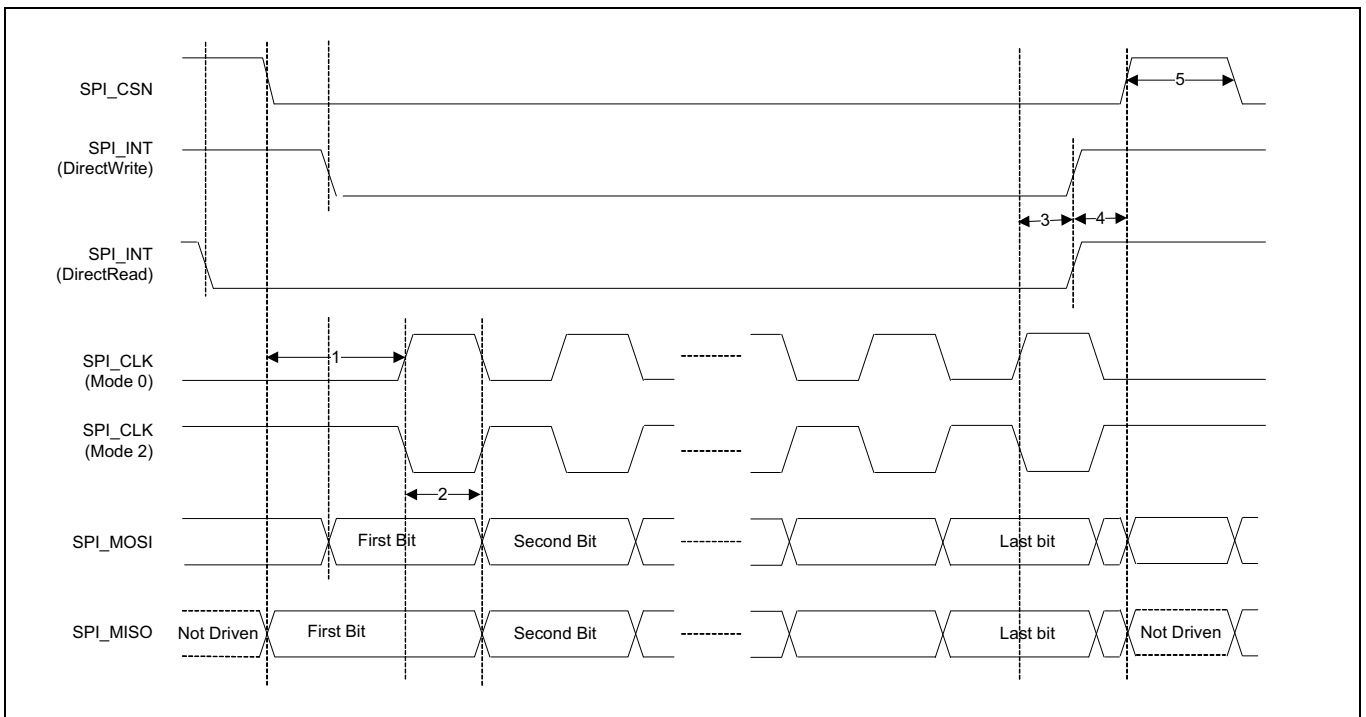 SPI_CSN
5
SPI_INT
(DirectWrite)
3
4
SPI_INT
(DirectRead)
SPI_CLK
(Mode 0)
1
SPI_CLK
(Mode 2)
2
SPI_MOSI
First Bit
Second Bit
Last bit
SPI_MISO
Not Driven
First Bit
Second Bit
Last bit
Not Driven